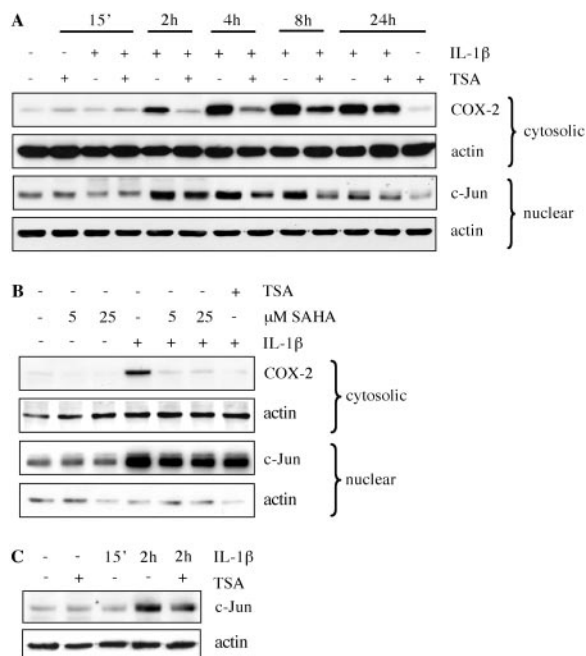 A 15’ 2h 4h 8h 24h
- - + + + + + + + + + + - IL-1β
- + - + - + - + - + - + + TSA
COX-2
cytosolic
actin
c-Jun
nuclear
actin
B - - - - - - + TSA
- 5 25 - 5 25 - μM SAHA
- - - + + + + IL-1β
COX-2
cytosolic
actin
c-Jun
nuclear
actin
C - - 15’ 2h 2h IL-1β
- + - - + TSA
c-Jun
actin